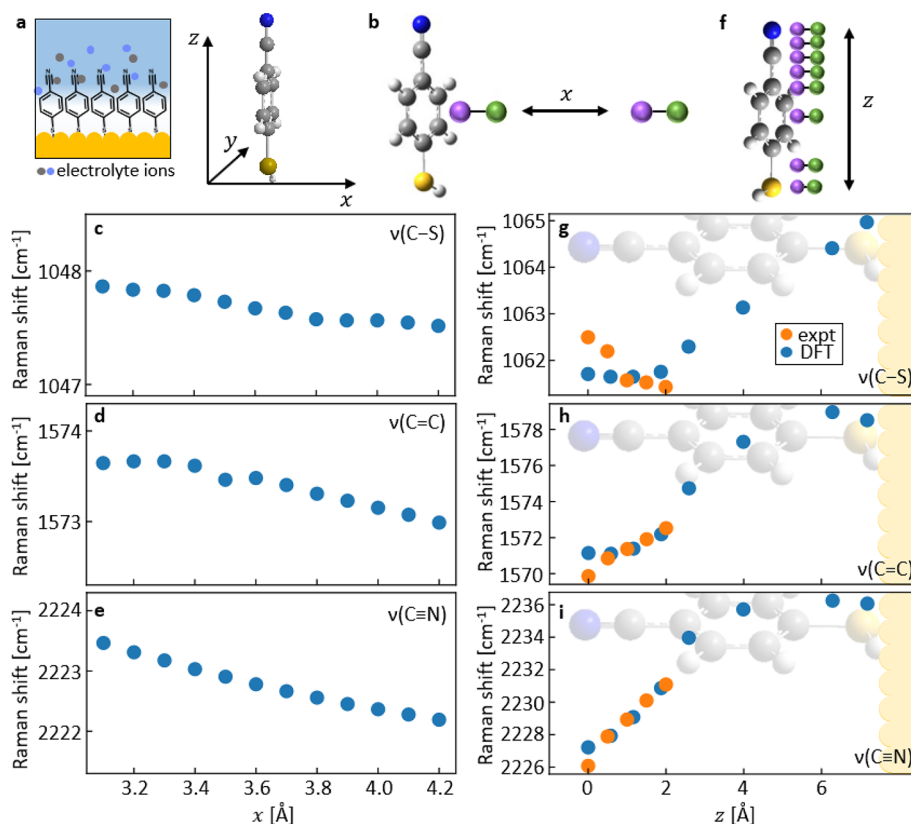 a
electrolyte ions
z
y
x
b
x
f
z
c
ν(C−S)
Raman shift [cm⁻¹]
1048
1047
d
ν(C=C)
Raman shift [cm⁻¹]
1574
1573
e
ν(C≡N)
Raman shift [cm⁻¹]
2224
2223
2222
3.2 3.4 3.6 3.8 4.0 4.2
x [Å]
g
Raman shift [cm⁻¹]
1065
1064
1063
1062
expt
DFT
ν(C−S)
h
Raman shift [cm⁻¹]
1578
1576
1574
1572
1570
ν(C=C)
i
Raman shift [cm⁻¹]
2236
2234
2232
2230
2228
2226
ν(C≡N)
0 2 4 6
z [Å]